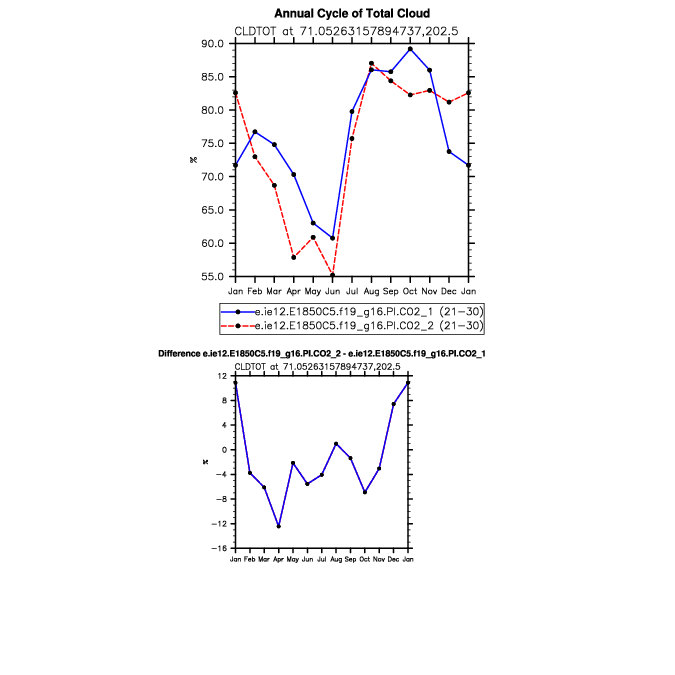 Annual Cycle of Total Cloud
CLDTOT at 71.05263157894737,202.5
90.0
85.0
80.0
75.0
70.0
65.0
60.0
55.0
%
Jan Feb Mar Apr May Jun Jul Aug Sep Oct Nov Dec Jan
e.ie12.E1850C5.f19_g16.PI.CO2_1 (21-30)
e.ie12.E1850C5.f19_g16.PI.CO2_2 (21-30)
Difference e.ie12.E1850C5.f19_g16.PI.CO2_2 - e.ie12.E1850C5.f19_g16.PI.CO2_1
CLDTOT at 71.05263157894737,202.5
12
8
4
0
-4
-8
-12
-16
%
Jan Feb Mar Apr May Jun Jul Aug Sep Oct Nov Dec Jan